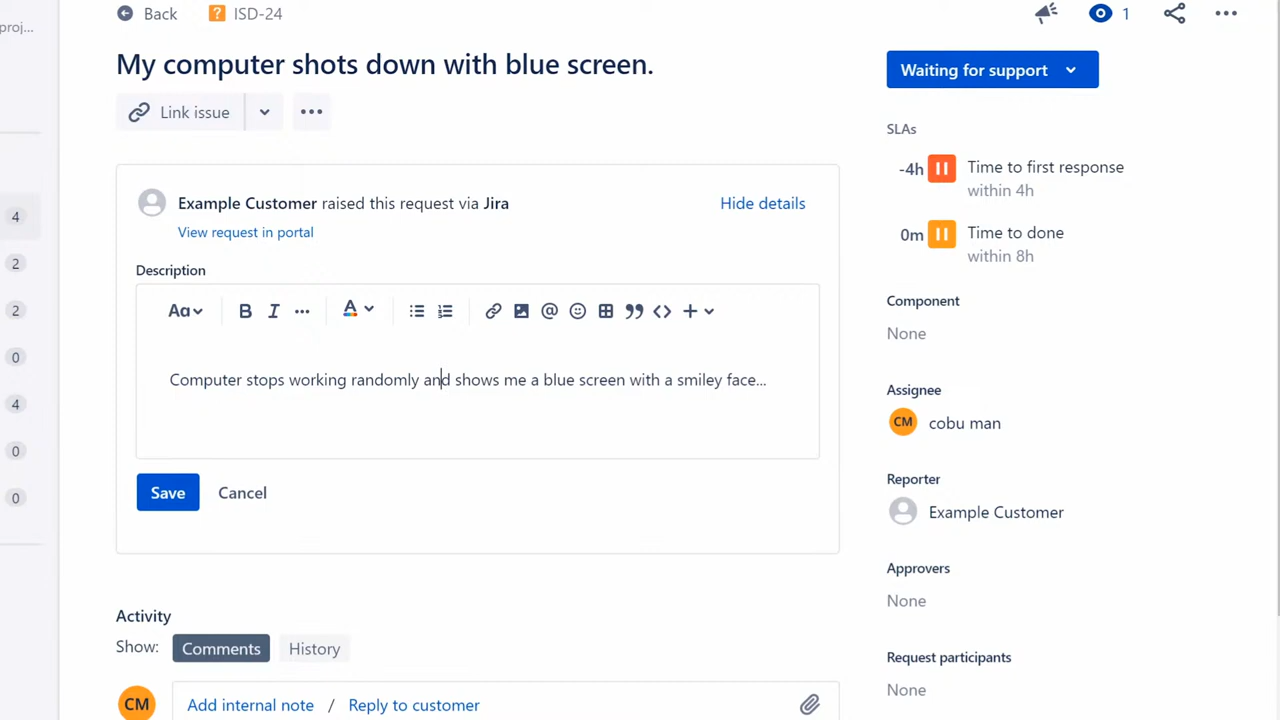 proj...
Back
ISD-24
1
My computer shots down with blue screen.
Waiting for support
Link issue
SLAs
-4h Time to first response
within 4h
0m Time to done
within 8h
Example Customer raised this request via Jira
Hide details
View request in portal
Description
Aa
B I A @
Computer stops working randomly and shows me a blue screen with a smiley face...
Save
Cancel
4
2
2
0
4
0
0
Component
None
Assignee
CM cobu man
Reporter
Example Customer
Approvers
None
Request participants
None
Activity
Show: Comments History
CM Add internal note / Reply to customer